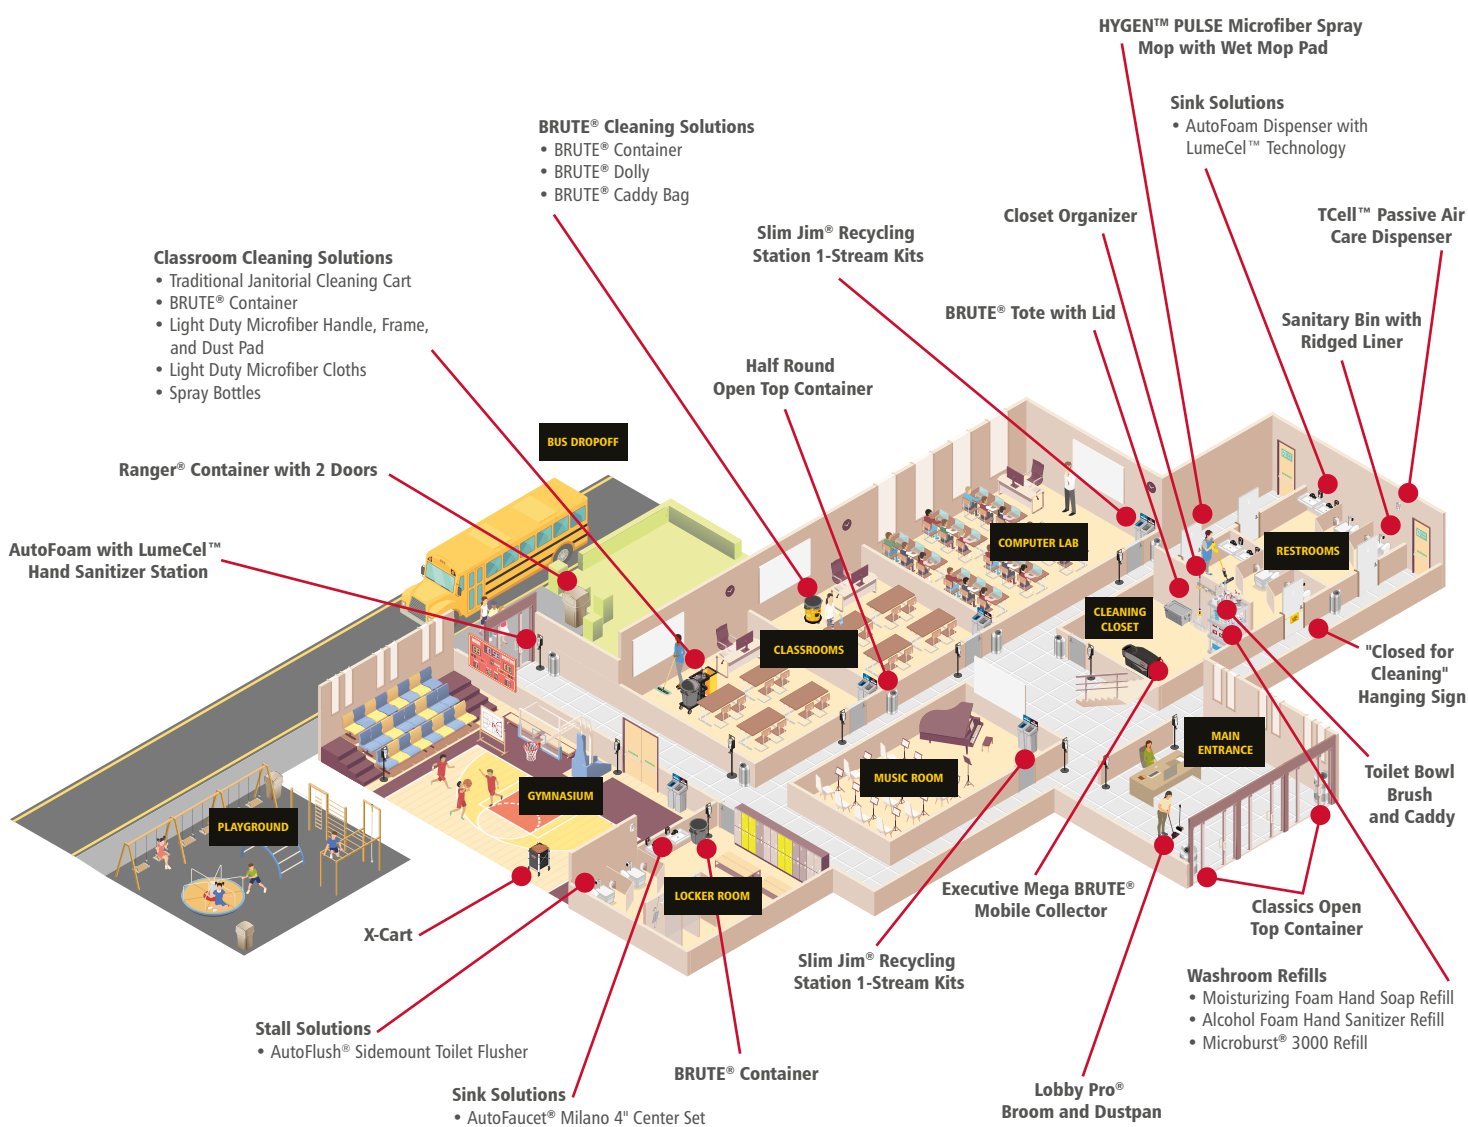 HYGEN™ PULSE Microfiber Spray
Mop with Wet Mop Pad
Sink Solutions
• AutoFoam Dispenser with
LumeCel™ Technology
BRUTE® Cleaning Solutions
• BRUTE® Container
• BRUTE® Dolly
• BRUTE® Caddy Bag
Closet Organizer
TCell™ Passive Air
Care Dispenser
Slim Jim® Recycling
Station 1-Stream Kits
Classroom Cleaning Solutions
• Traditional Janitorial Cleaning Cart
• BRUTE® Container
• Light Duty Microfiber Handle, Frame,
and Dust Pad
• Light Duty Microfiber Cloths
• Spray Bottles
BRUTE® Tote with Lid
Sanitary Bin with
Ridged Liner
Half Round
Open Top Container
BUS DROPOFF
Ranger® Container with 2 Doors
AutoFoam with LumeCel™
Hand Sanitizer Station
COMPUTER LAB
RESTROOMS
CLEANING
CLOSET
CLASSROOMS
"Closed for
Cleaning"
Hanging Sign
MAIN
ENTRANCE
MUSIC ROOM
GYMNASIUM
PLAYGROUND
Toilet Bowl
Brush
and Caddy
LOCKER ROOM
Executive Mega BRUTE®
Mobile Collector
Classics Open
Top Container
X-Cart
Slim Jim® Recycling
Station 1-Stream Kits
Washroom Refills
• Moisturizing Foam Hand Soap Refill
• Alcohol Foam Hand Sanitizer Refill
• Microburst® 3000 Refill
Stall Solutions
• AutoFlush® Sidemount Toilet Flusher
BRUTE® Container
Sink Solutions
• AutoFaucet® Milano 4" Center Set
Lobby Pro®
Broom and Dustpan